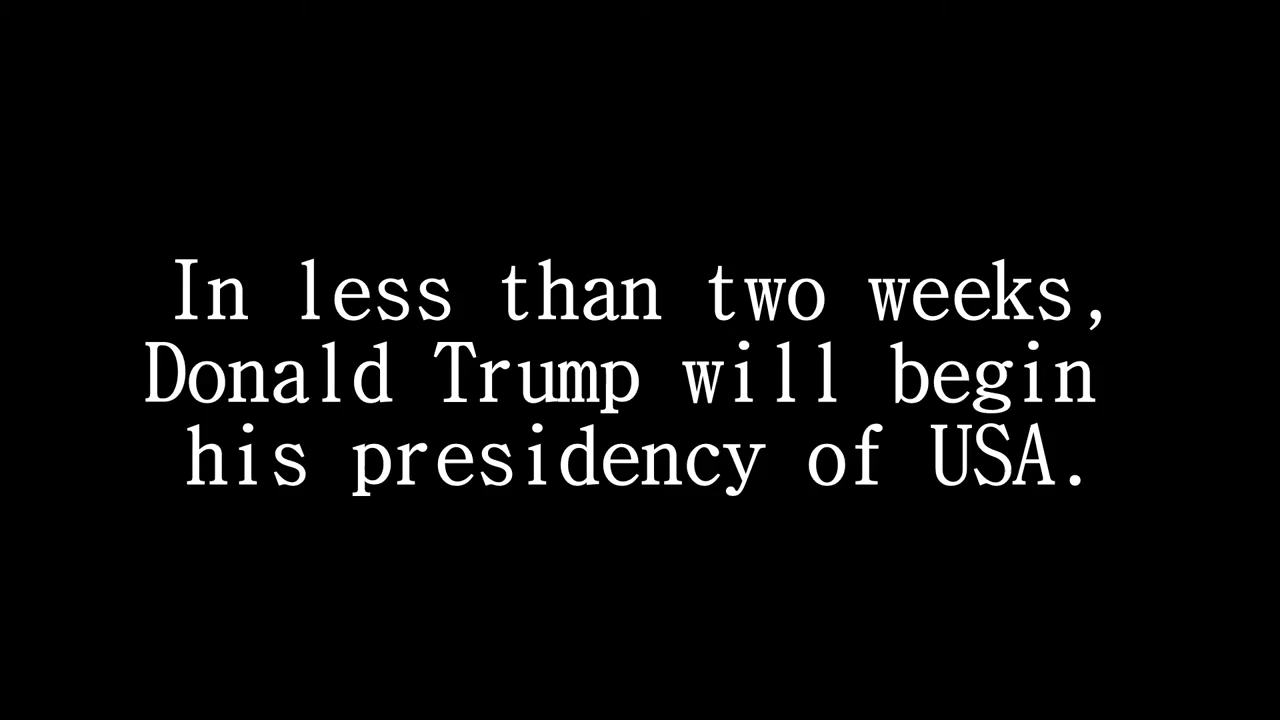 In less than two weeks,
Donald Trump will begin
his presidency of USA.